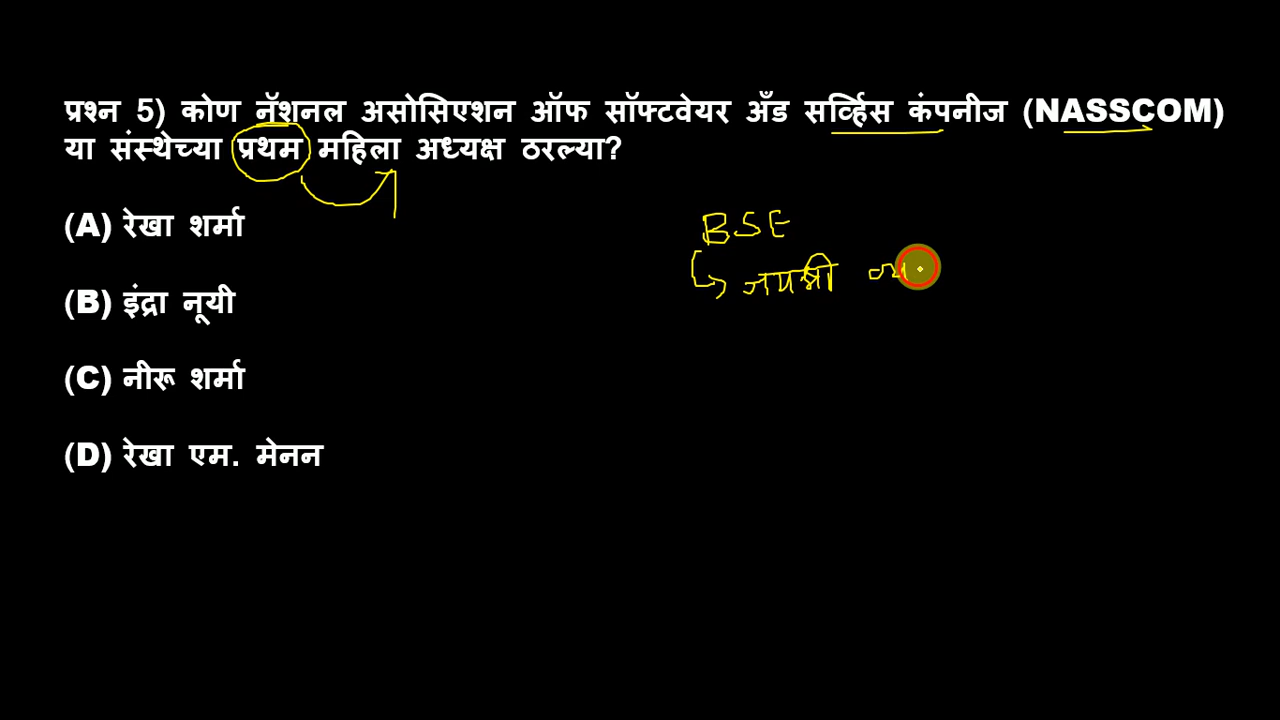 प्रश्न 5) कोण नॅशनल असोसिएशन ऑफ सॉफ्टवेयर अँड सर्व्हिस कंपनीज (NASSCOM)
या संस्थेच्या प्रथम महिला अध्यक्ष ठरल्या?
(A) रेखा शर्मा
BSE
(B) इंद्रा नूयी
जयश्री
(C) नीरू शर्मा
(D) रेखा एम. मेनन